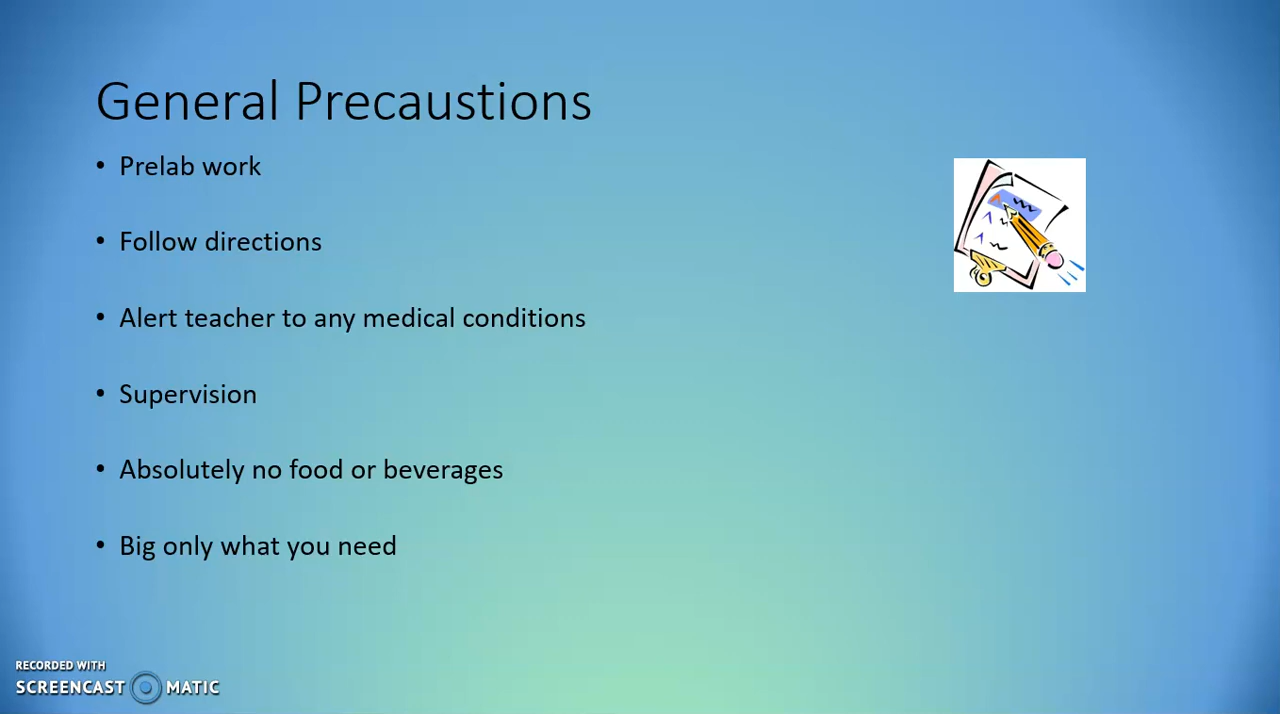 General Precaustions
• Prelab work
• Follow directions
• Alert teacher to any medical conditions
• Supervision
• Absolutely no food or beverages
• Big only what you need
RECORDED WITH
SCREENCAST MATIC